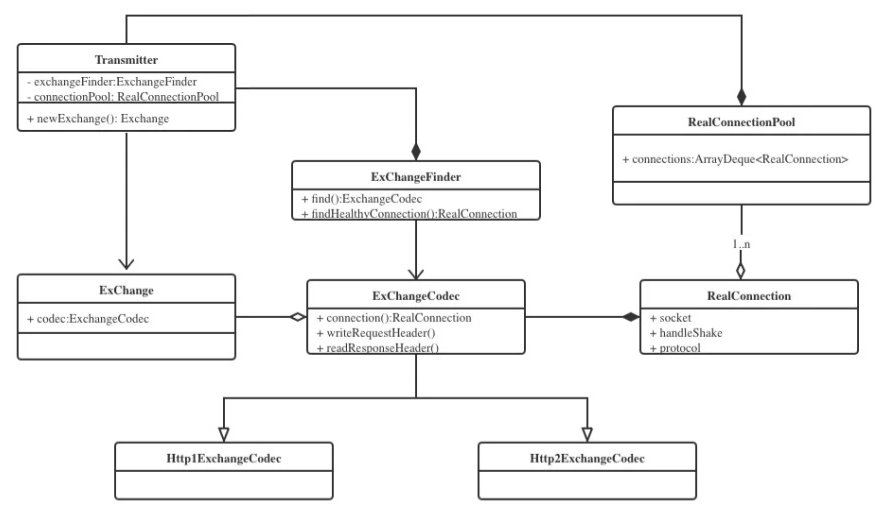 Transmitter
- exchangeFinder:ExchangeFinder
- connectionPool: RealConnectionPool
+ newExchange(): Exchange
RealConnectionPool
+ connections:ArrayDeque<RealConnection>
ExChangeFinder
+ find():ExchangeCodec
+ findHealthyConnection():RealConnection
1..n
ExChange
+ codec:ExchangeCodec
ExChangeCodec
+ connection():RealConnection
+ writeRequestHeader()
+ readResponseHeader()
RealConnection
+ socket
+ handleShake
+ protocol
Http1ExchangeCodec
Http2ExchangeCodec